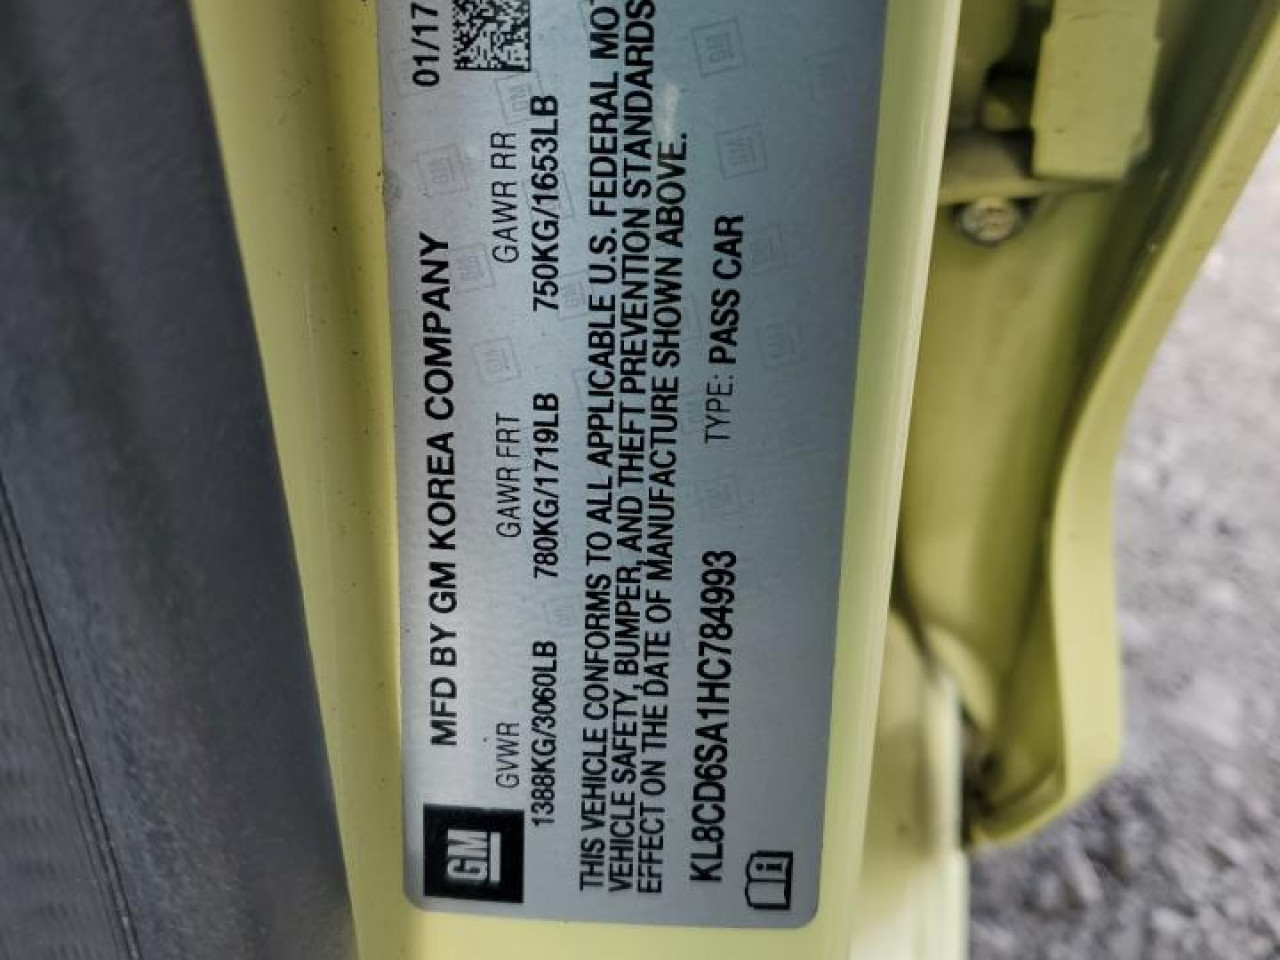 GM
MFD BY GM KOREA COMPANY 01/17
GVWR GAWR FRT GAWR RR
1388KG/3060LB 780KG/1719LB 750KG/1653LB
THIS VEHICLE CONFORMS TO ALL APPLICABLE U.S. FEDERAL MO
VEHICLE SAFETY, BUMPER, AND THEFT PREVENTION STANDARDS
EFFECT ON THE DATE OF MANUFACTURE SHOWN ABOVE.
KL8CD6SA1HC784993 TYPE: PASS CAR